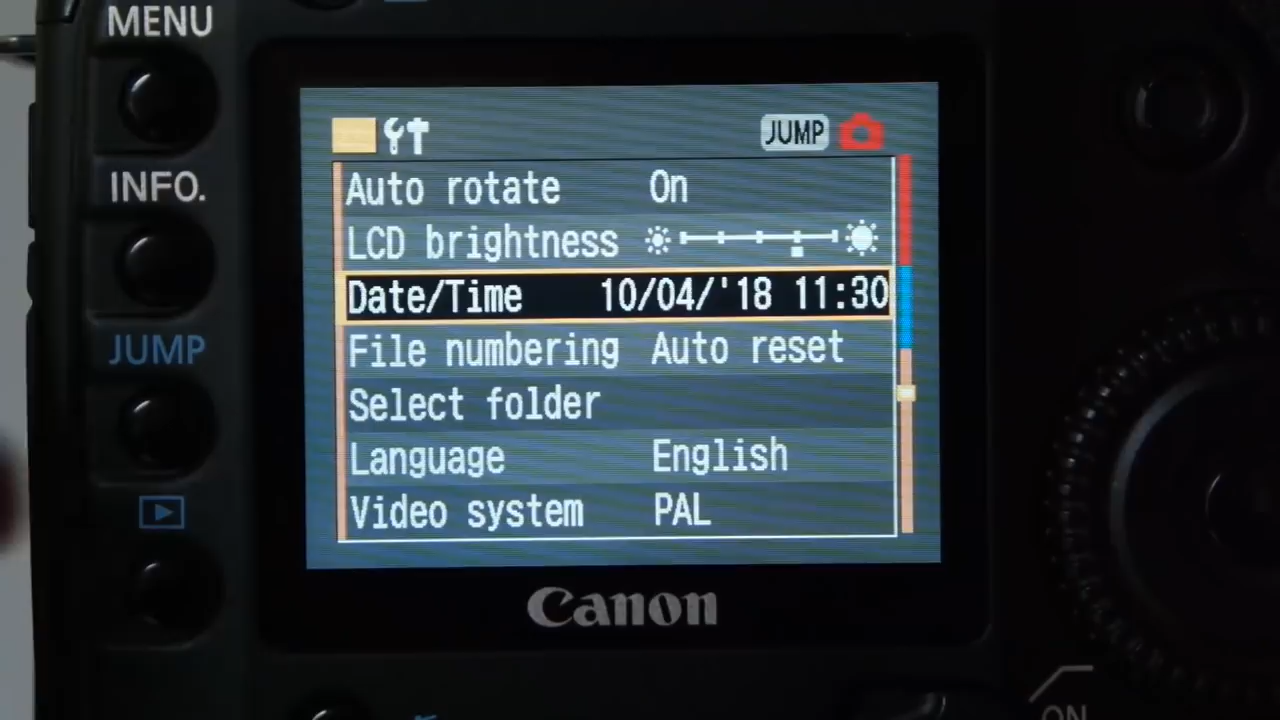 MENU
JUMP
INFO.
Auto rotate On
LCD brightness
Date/Time 10/04/'18 11:30
JUMP
File numbering Auto reset
Select folder
Language English
Video system PAL
Canon
ON